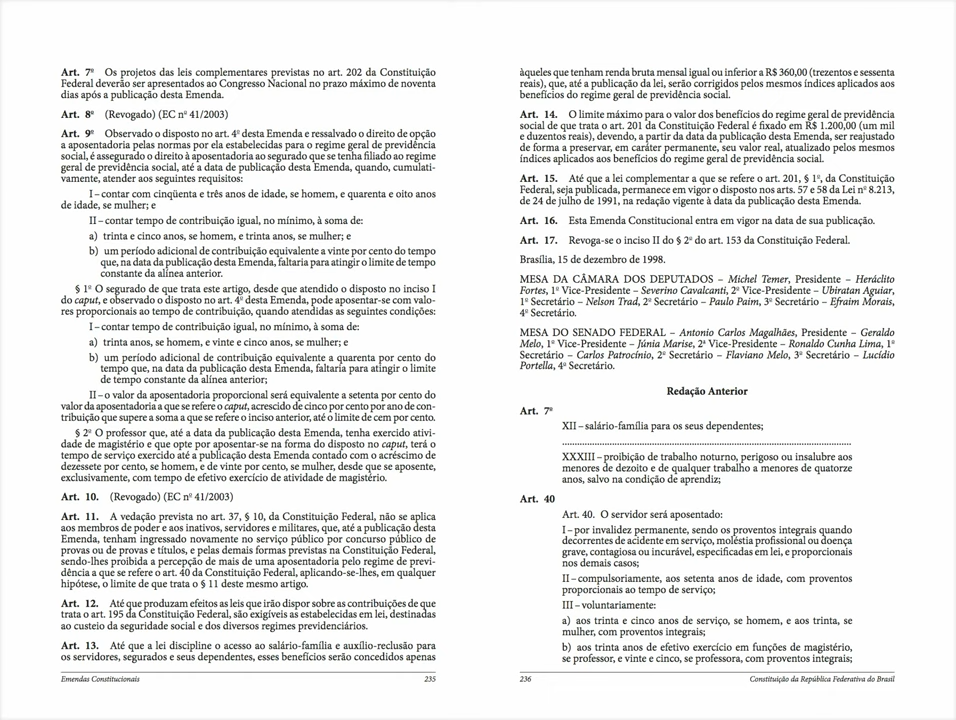 Art. 7º Os projetos das leis complementares previstas no art. 202 da Constituição
Federal deverão ser apresentados ao Congresso Nacional no prazo máximo de noventa
dias após a publicação desta Emenda.
Art. 8º (Revogado) (EC nº 41/2003)
Art. 9º Observado o disposto no art. 4º desta Emenda e ressalvado o direito de opção
a aposentadoria pelas normas por ela estabelecidas para o regime geral de previdência
social, é assegurado o direito à aposentadoria ao segurado que se tenha filiado ao regime
geral de previdência social, até a data de publicação desta Emenda, quando, cumulati-
vamente, atender aos seguintes requisitos:
I – contar com cinqüenta e três anos de idade, se homem, e quarenta e oito anos
de idade, se mulher; e
II – contar tempo de contribuição igual, no mínimo, à soma de:
a) trinta e cinco anos, se homem, e trinta anos, se mulher; e
b) um período adicional de contribuição equivalente a vinte por cento do tempo
que, na data da publicação desta Emenda, faltaria para atingir o limite de tempo
constante da alínea anterior.
§ 1º O segurado de que trata este artigo, desde que atendido o disposto no inciso I
do caput, e observado o disposto no art. 4º desta Emenda, pode aposentar-se com valo-
res proporcionais ao tempo de contribuição, quando atendidas as seguintes condições:
I – contar tempo de contribuição igual, no mínimo, à soma de:
a) trinta anos, se homem, e vinte e cinco anos, se mulher; e
b) um período adicional de contribuição equivalente a quarenta por cento do
tempo que, na data da publicação desta Emenda, faltaria para atingir o limite
de tempo constante da alínea anterior;
II – o valor da aposentadoria proporcional será equivalente a setenta por cento do
valor da aposentadoria a que se refere o caput, acrescido de cinco por cento por ano de con-
tribuição que supere a soma a que se refere o inciso anterior, até o limite de cem por cento.
§ 2º O professor que, até a data da publicação desta Emenda, tenha exercido ativi-
dade de magistério e que opte por aposentar-se na forma do disposto no caput, terá o
tempo de serviço exercido até a publicação desta Emenda contado com o acréscimo de
dezessete por cento, se homem, e de vinte por cento, se mulher, desde que se aposente,
exclusivamente, com tempo de efetivo exercício de atividade de magistério.
Art. 10. (Revogado) (EC nº 41/2003)
Art. 11. A vedação prevista no art. 37, § 10, da Constituição Federal, não se aplica
aos membros de poder e aos inativos, servidores e militares, que, até a publicação desta
Emenda, tenham ingressado novamente no serviço público por concurso público de
provas ou de provas e títulos, e pelas demais formas previstas na Constituição Federal,
sendo-lhes proibida a percepção de mais de uma aposentadoria pelo regime de previ-
dência a que se refere o art. 40 da Constituição Federal, aplicando-se-lhes, em qualquer
hipótese, o limite de que trata o § 11 deste mesmo artigo.
Art. 12. Até que produzam efeitos as leis que irão dispor sobre as contribuições de que
trata o art. 195 da Constituição Federal, são exigíveis as estabelecidas em lei, destinadas
ao custeio da seguridade social e dos diversos regimes previdenciários.
Art. 13. Até que a lei discipline o acesso ao salário-família e auxílio-reclusão para
os servidores, segurados e seus dependentes, esses benefícios serão concedidos apenas
Emendas Constitucionais 235
àqueles que tenham renda bruta mensal igual ou inferior a R$ 360,00 (trezentos e sessenta
reais), que, até a publicação da lei, serão corrigidos pelos mesmos índices aplicados aos
benefícios do regime geral de previdência social.
Art. 14. O limite máximo para o valor dos benefícios do regime geral de previdência
social de que trata o art. 201 da Constituição Federal é fixado em R$ 1.200,00 (um mil
e duzentos reais), devendo, a partir da data da publicação desta Emenda, ser reajustado
de forma a preservar, em caráter permanente, seu valor real, atualizado pelos mesmos
índices aplicados aos benefícios do regime geral de previdência social.
Art. 15. Até que a lei complementar a que se refere o art. 201, § 1º, da Constituição
Federal, seja publicada, permanece em vigor o disposto nos arts. 57 e 58 da Lei nº 8.213,
de 24 de julho de 1991, na redação vigente à data da publicação desta Emenda.
Art. 16. Esta Emenda Constitucional entra em vigor na data de sua publicação.
Art. 17. Revoga-se o inciso II do § 2º do art. 153 da Constituição Federal.
Brasília, 15 de dezembro de 1998.
MESA DA CÂMARA DOS DEPUTADOS – Michel Temer, Presidente – Heráclito
Fortes, 1º Vice-Presidente – Severino Cavalcanti, 2º Vice-Presidente – Ubiratan Aguiar,
1º Secretário – Nelson Trad, 2º Secretário – Paulo Paim, 3º Secretário – Efraim Morais,
4º Secretário.
MESA DO SENADO FEDERAL – Antonio Carlos Magalhães, Presidente – Geraldo
Melo, 1º Vice-Presidente – Júnia Marise, 2ª Vice-Presidente – Ronaldo Cunha Lima, 1º
Secretário – Carlos Patrocínio, 2º Secretário – Flaviano Melo, 3º Secretário – Lucídio
Portella, 4º Secretário.
Redação Anterior
Art. 7º
XII – salário-família para os seus dependentes;
....................................................................................................
XXXIII – proibição de trabalho noturno, perigoso ou insalubre aos
menores de dezoito e de qualquer trabalho a menores de quatorze
anos, salvo na condição de aprendiz;
Art. 40
Art. 40. O servidor será aposentado:
I – por invalidez permanente, sendo os proventos integrais quando
decorrentes de acidente em serviço, moléstia profissional ou doença
grave, contagiosa ou incurável, especificadas em lei, e proporcionais
nos demais casos;
II – compulsoriamente, aos setenta anos de idade, com proventos
proporcionais ao tempo de serviço;
III – voluntariamente:
a) aos trinta e cinco anos de serviço, se homem, e aos trinta, se
mulher, com proventos integrais;
b) aos trinta anos de efetivo exercício em funções de magistério,
se professor, e vinte e cinco, se professora, com proventos integrais;
236 Constituição da República Federativa do Brasil